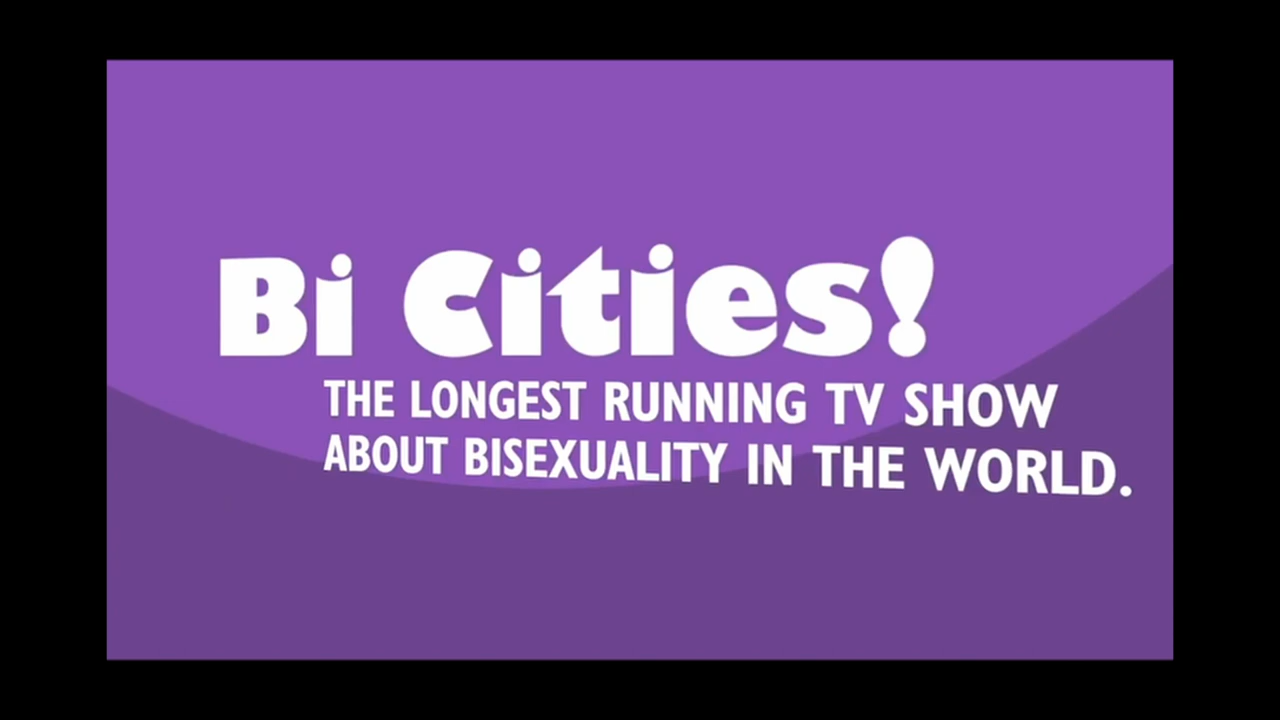 Bi Cities!
THE LONGEST RUNNING TV SHOW
ABOUT BISEXUALITY IN THE WORLD.